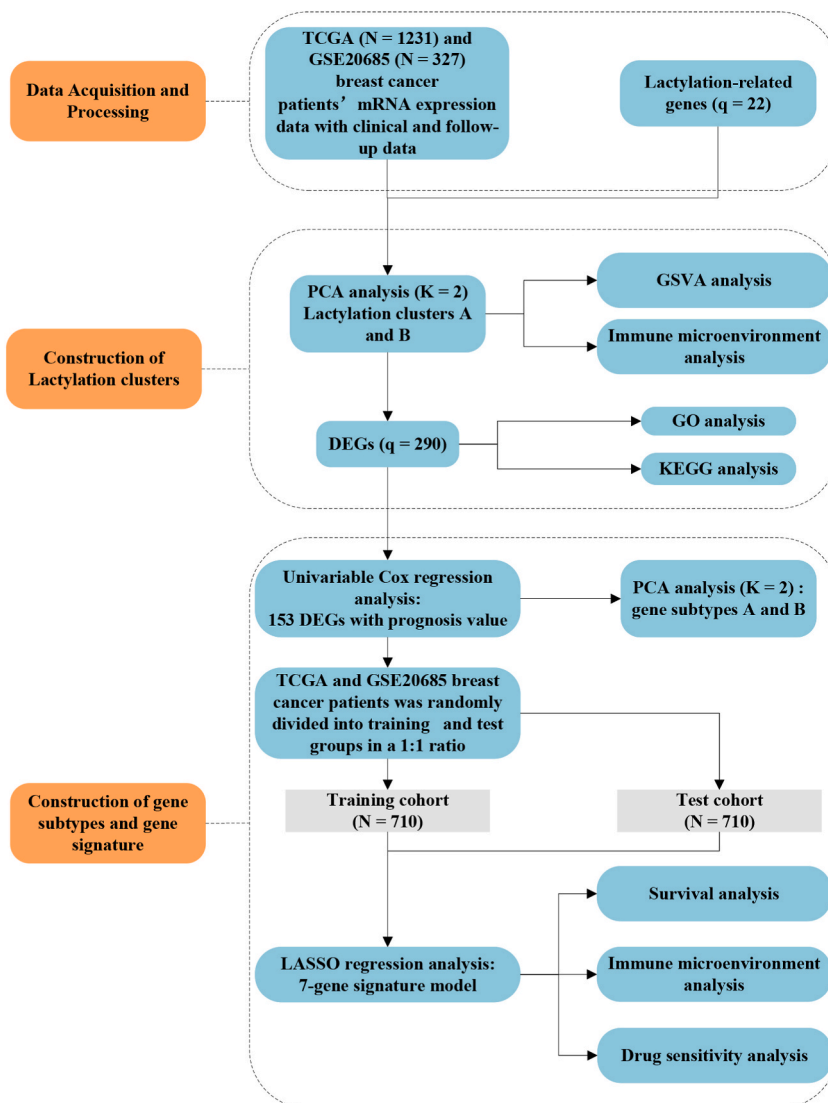 TCGA (N = 1231) and
GSE20685 (N = 327)
breast cancer
patients’ mRNA expression
data with clinical and follow-
up data
Data Acquisition and
Processing
Lactylation-related
genes (q = 22)
PCA analysis (K = 2)
Lactylation clusters A
and B
GSVA analysis
Immune microenvironment
analysis
Construction of
Lactylation clusters
DEGs (q = 290)
GO analysis
KEGG analysis
Univariable Cox regression
analysis:
153 DEGs with prognosis value
PCA analysis (K = 2) :
gene subtypes A and B
TCGA and GSE20685 breast
cancer patients was randomly
divided into training and test
groups in a 1:1 ratio
Construction of gene
subtypes and gene
signature
Training cohort
(N = 710)
Test cohort
(N = 710)
LASSO regression analysis:
7-gene signature model
Survival analysis
Immune microenvironment
analysis
Drug sensitivity analysis